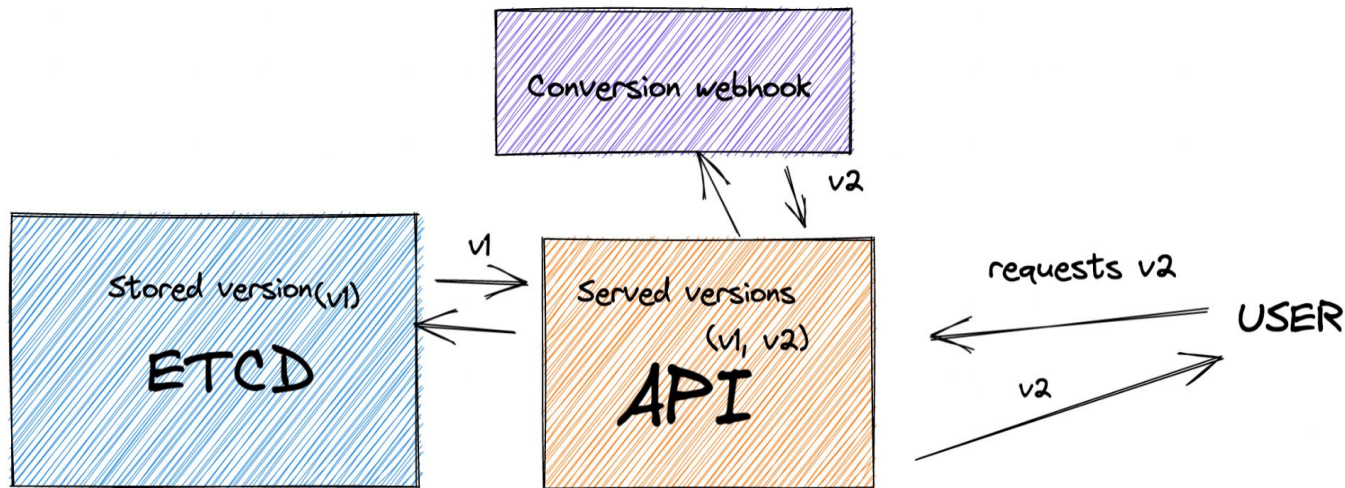 Conversion webhook
v2
v1
requests v2
Stored version(v1)
Served versions
(v1, v2)
USER
ETCD
API
v2